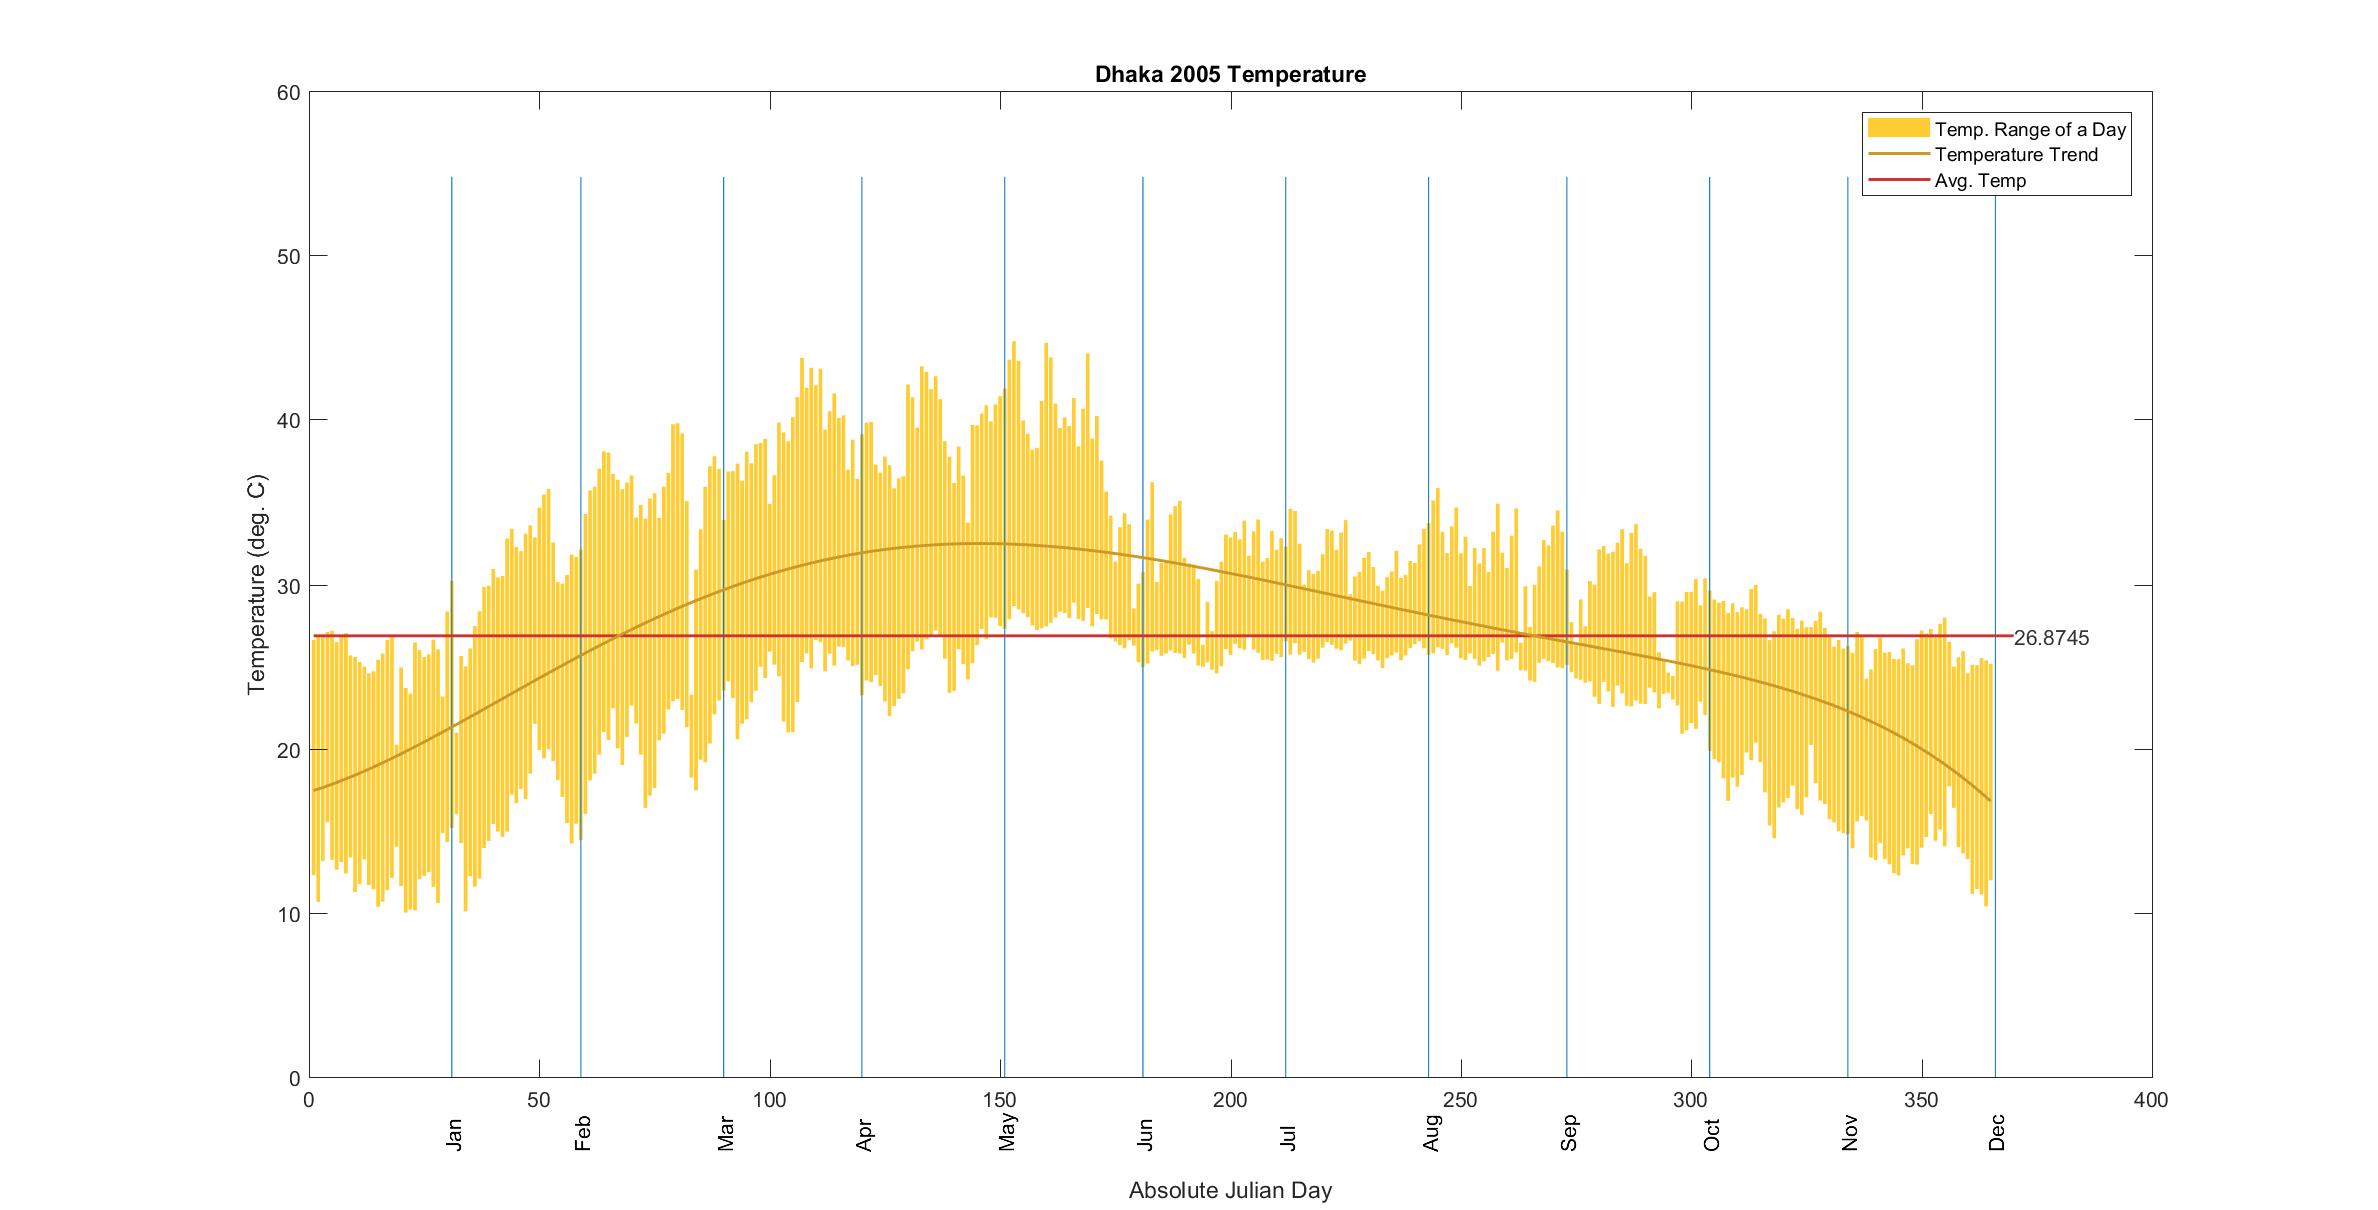 Dhaka 2005 Temperature
Temp. Range of a Day
Temperature Trend
Avg. Temp
Temperature (deg. C)
60
50
40
30
20
10
0
26.8745
0 50 100 150 200 250 300 350 400
Jan Feb Mar Apr May Jun Jul Aug Sep Oct Nov Dec
Absolute Julian Day